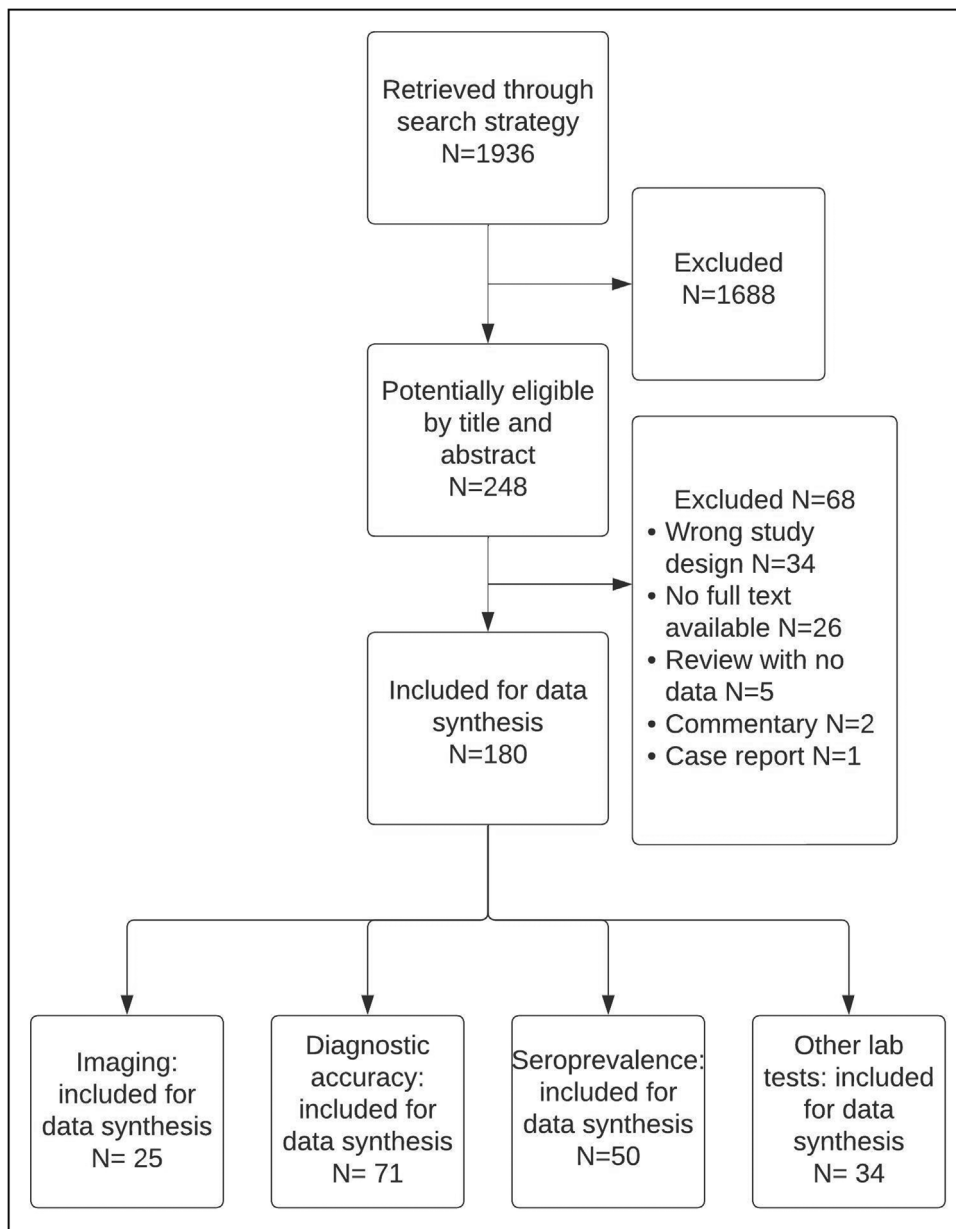 Retrieved through
search strategy
N=1936
Excluded
N=1688
Potentially eligible
by title and
abstract
N=248
Excluded N=68
• Wrong study
design N=34
• No full text
available N=26
• Review with no
data N=5
• Commentary N=2
• Case report N=1
Included for data
synthesis
N=180
Imaging:
included for
data synthesis
N= 25
Diagnostic
accuracy:
included for
data synthesis
N= 71
Seroprevalence:
included for
data synthesis
N=50
Other lab
tests: included
for data
synthesis
N= 34